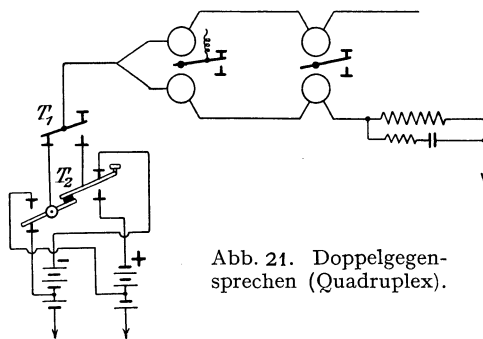 T₁
T₂
-
+
Abb. 21. Doppelgegen-
sprechen (Quadruplex).